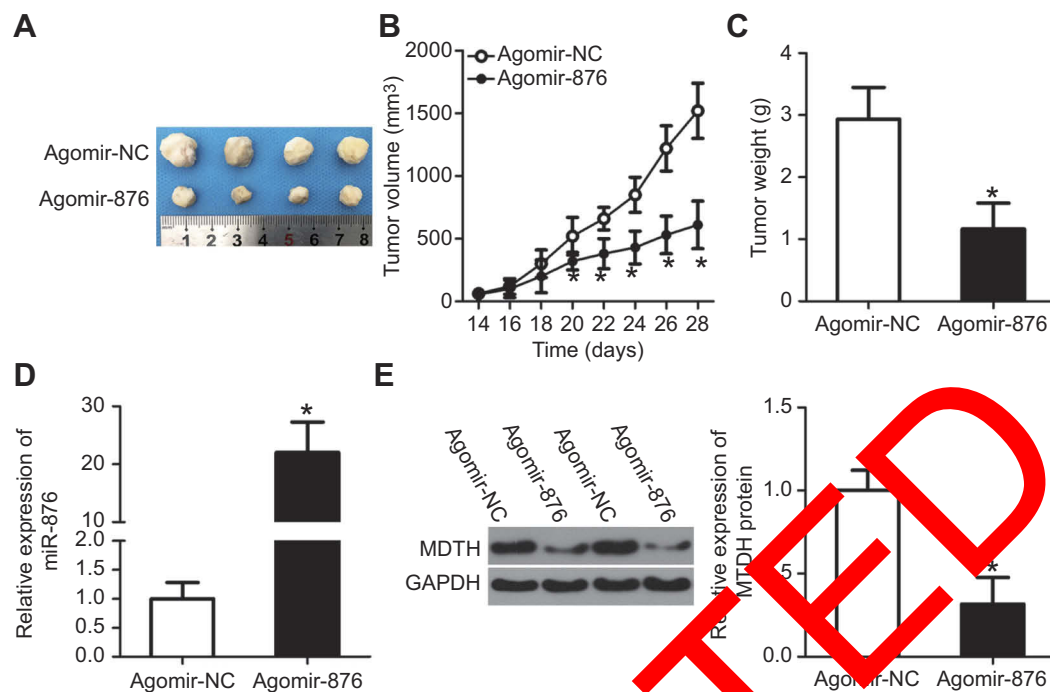 A
Agomir-NC
Agomir-876
1 2 3 4 5 6 7 8
B
Tumor volume (mm3)
2000
1500
1000
500
0
Agomir-NC
Agomir-876
* * * * *
14 16 18 20 22 24 26 28
Time (days)
C
Tumor weight (g)
4
3
2
1
0
*
Agomir-NC Agomir-876
D
Relative expression of
miR-876
30
20
10
2.0
1.5
1.0
0.5
0.0
*
Agomir-NC Agomir-876
E
Agomir-NC Agomir-876 Agomir-NC Agomir-876
MDTH
GAPDH
Relative expression of
MTDH protein
1.5
1.0
0.5
0.0
*
Agomir-NC Agomir-876
TED